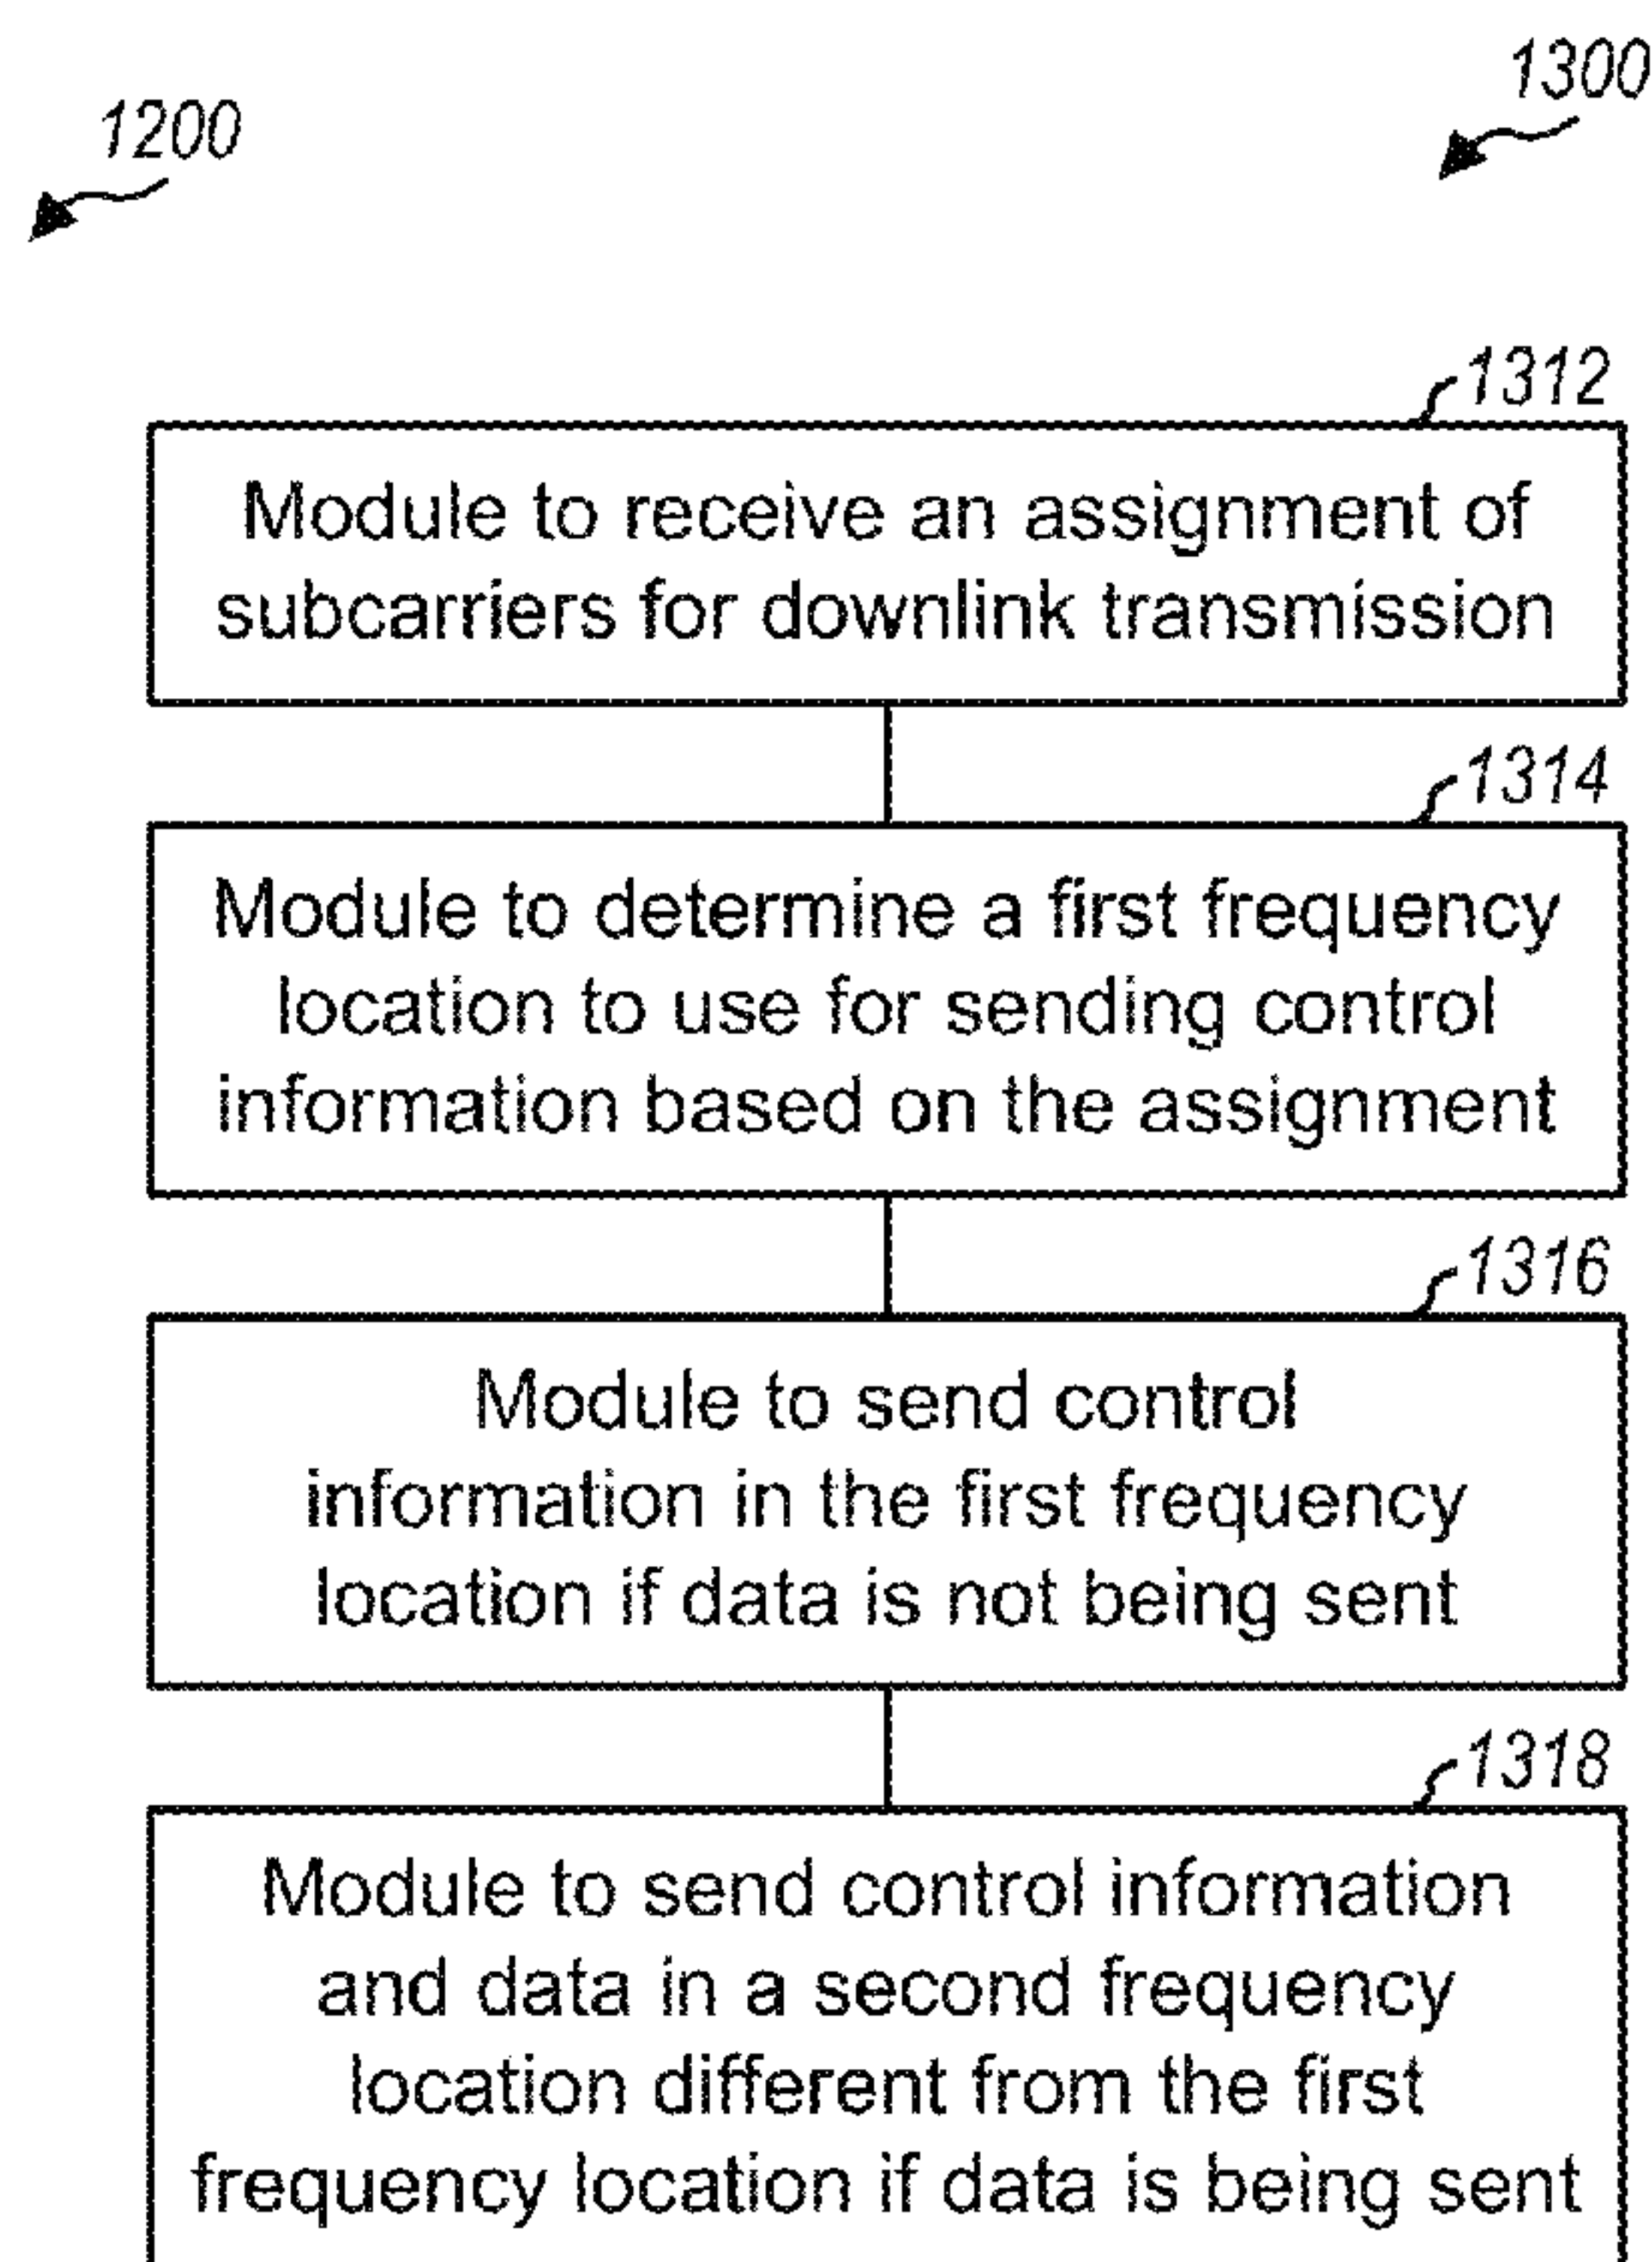 1300
1200
1312
Module to receive an assignment of
subcarriers for downlink transmission
1314
Module to determine a first frequency
location to use for sending control
information based on the assignment
1316
Module to send control
information in the first frequency
location if data is not being sent
1318
Module to send control information
and data in a second frequency
location different from the first
frequency location if data is being sent